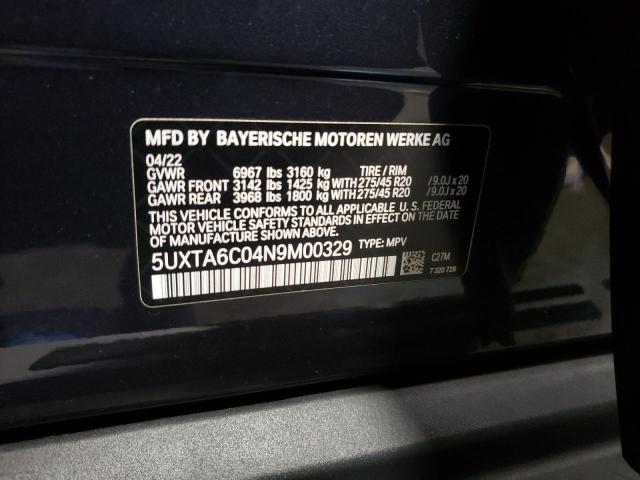 MFD BY BAYERISCHE MOTOREN WERKE AG
04/22
GVWR 6967 lbs 3160 kg TIRE / RIM
GAWR FRONT 3142 lbs 1425 kg WITH 275/45 R20 /9.0J x 20
GAWR REAR 3968 lbs 1800 kg WITH 275/45 R20 /9.0J x 20
THIS VEHICLE CONFORMS TO ALL APPLICABLE U.S. FEDERAL
MOTOR VEHICLE SAFETY STANDARDS IN EFFECT ON THE
DATE OF MANUFACTURE SHOWN ABOVE.
5UXTA6C04N9M00329 TYPE: MPV
C27M
7 320 729